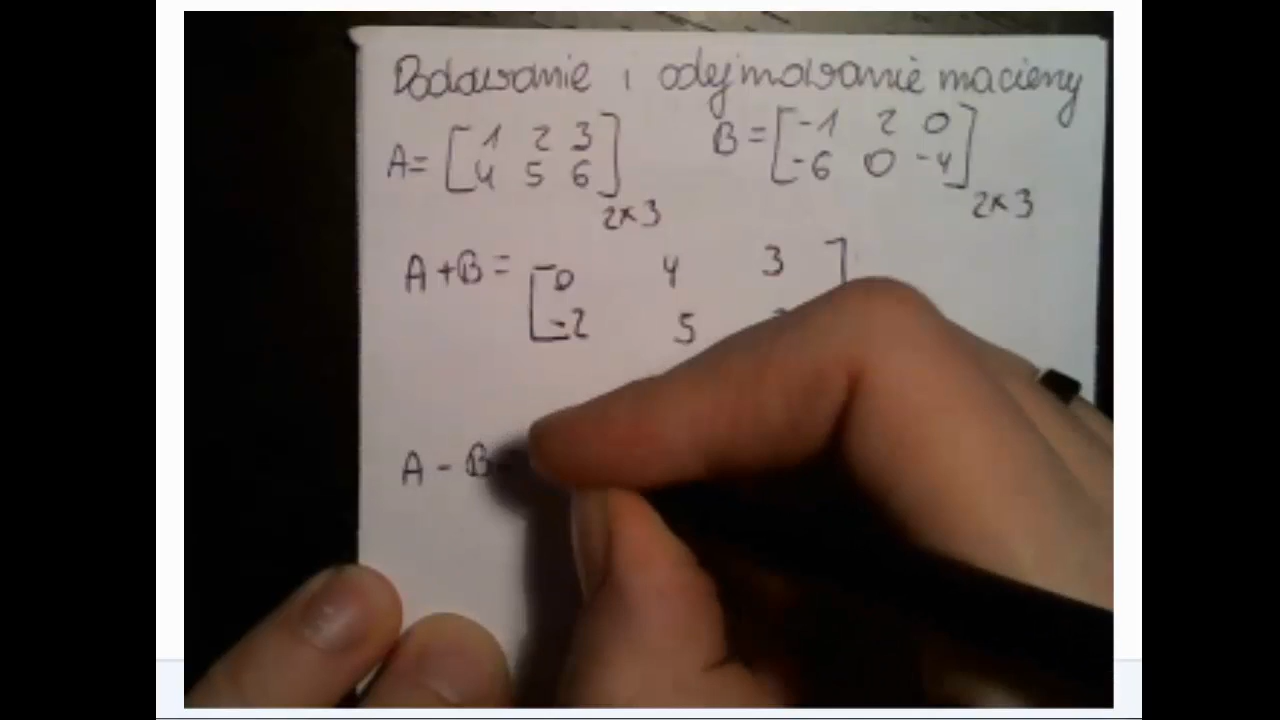 Dodawanie i odejmowanie macierzy
A = [1 2 3 B = [-1 2 0
4 5 6] 2x3 -6 0 -4] 2x3
A + B = [0 4 3
-2 5
A - B